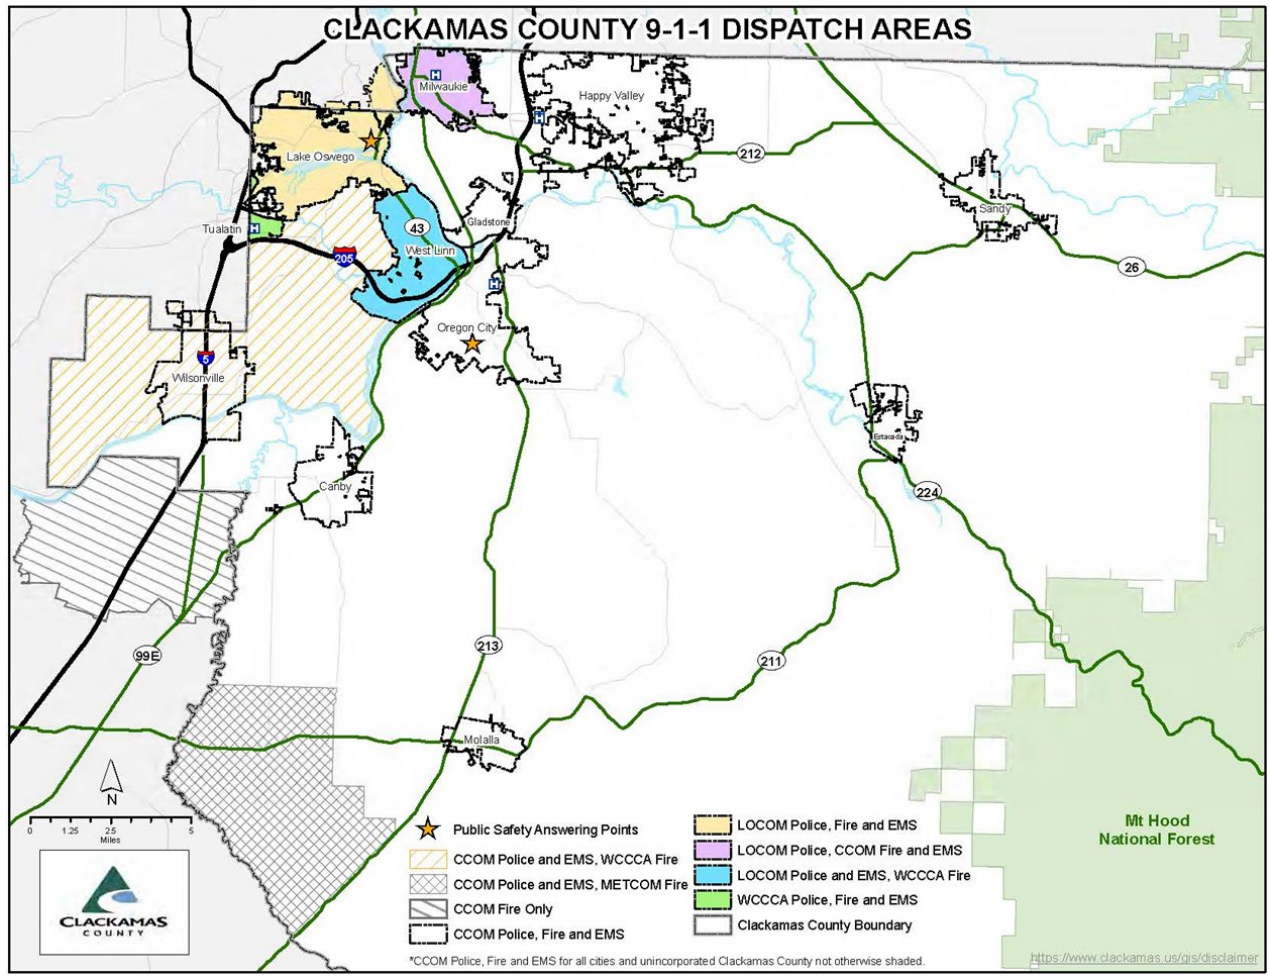 CLACKAMAS COUNTY 9-1-1 DISPATCH AREAS
H
Milwaukie
Happy Valley
H
Lake Oswego
212
Tualatin
H
43
Gladstone
West Linn
205
Sandy
26
H
Oregon City
5
Wilsonville
Estacada
Canby
224
99E
213
211
Molalla
N
0 1.25 2.5 5
Miles
CLACKAMAS
COUNTY
Public Safety Answering Points
CCOM Police and EMS, WCCCA Fire
CCOM Police and EMS, METCOM Fire
CCOM Fire Only
CCOM Police, Fire and EMS
LOCOM Police, Fire and EMS
LOCOM Police, CCOM Fire and EMS
LOCOM Police and EMS, WCCCA Fire
WCCCA Police, Fire and EMS
Clackamas County Boundary
*CCOM Police, Fire and EMS for all cities and unincorporated Clackamas County not otherwise shaded.
Mt Hood
National Forest
https://www.clackamas.us/gis/disclaimer